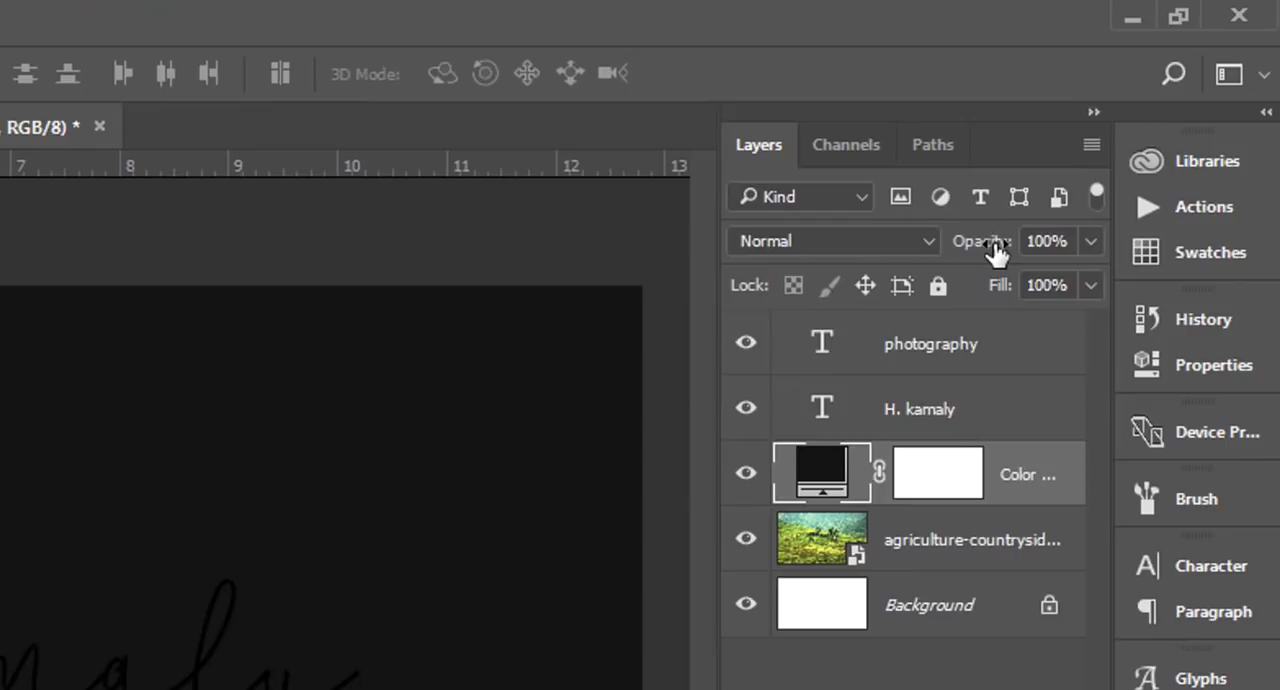 3D Mode:
RGB/8) * ×
7 8 9 10 11 12 13
Layers Channels Paths
Kind
Normal Opacity: 100%
Lock: Fill: 100%
photography
H. kamaly
Color ...
agriculture-countrysid...
Background
Libraries
Actions
Swatches
History
Properties
Device Pr...
Brush
Character
Paragraph
Glyphs
maly